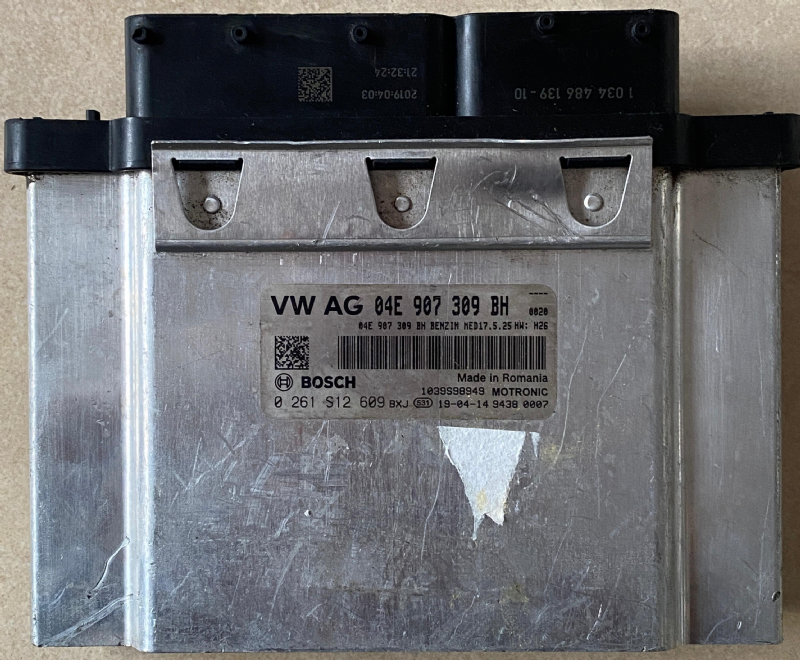 21:32:24
2019:04:03
1 034 486 139-10
VW AG 04E 907 309 BH 0020
----
04E 907 309 BH BENZIN MED17.5.25 HW: H26
BOSCH
Made in Romania
1039S98949 MOTRONIC
0 261 S12 609 BXJ 631 19-04-14 9438 0007